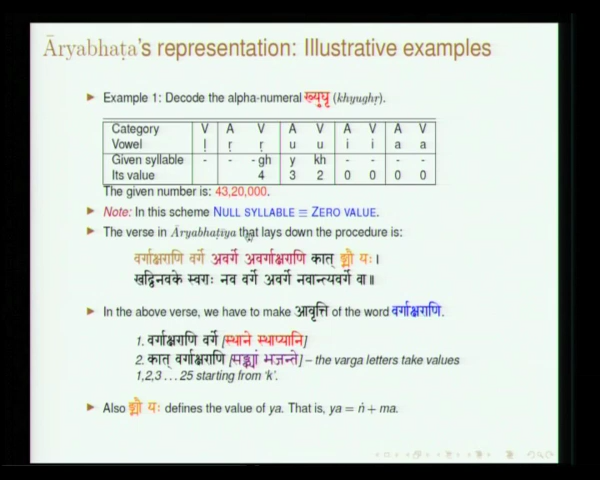 Āryabhaṭa's representation: Illustrative examples
► Example 1: Decode the alpha-numeral ख्युघृ (khyughṛ).
Category V A V A V A V A V
Vowel ḷ ṛ ṛ u u i i a a
Given syllable - - - gh y kh - - - -
Its value 4 3 2 0 0 0 0
The given number is: 43,20,000.
► Note: In this scheme NULL SYLLABLE ≡ ZERO VALUE.
► The verse in Āryabhaṭīya that lays down the procedure is:
वर्गाक्षराणि वर्गे अवर्गे अवर्गाक्षराणि कात् ङ्मौ यः।
खद्विनवके स्वराः नव वर्गे अवर्गे नवान्त्यवर्गे वा॥
► In the above verse, we have to make आवृत्ति of the word वर्गाक्षराणि.
1. वर्गाक्षराणि वर्गे [स्थाने स्थाप्यानि]
2. कात् वर्गाक्षराणि [सङ्ख्यां भजन्ते] – the varga letters take values
1,2,3 ...25 starting from 'k'.
► Also ङ्मौ यः defines the value of ya. That is, ya = ṅ + ma.